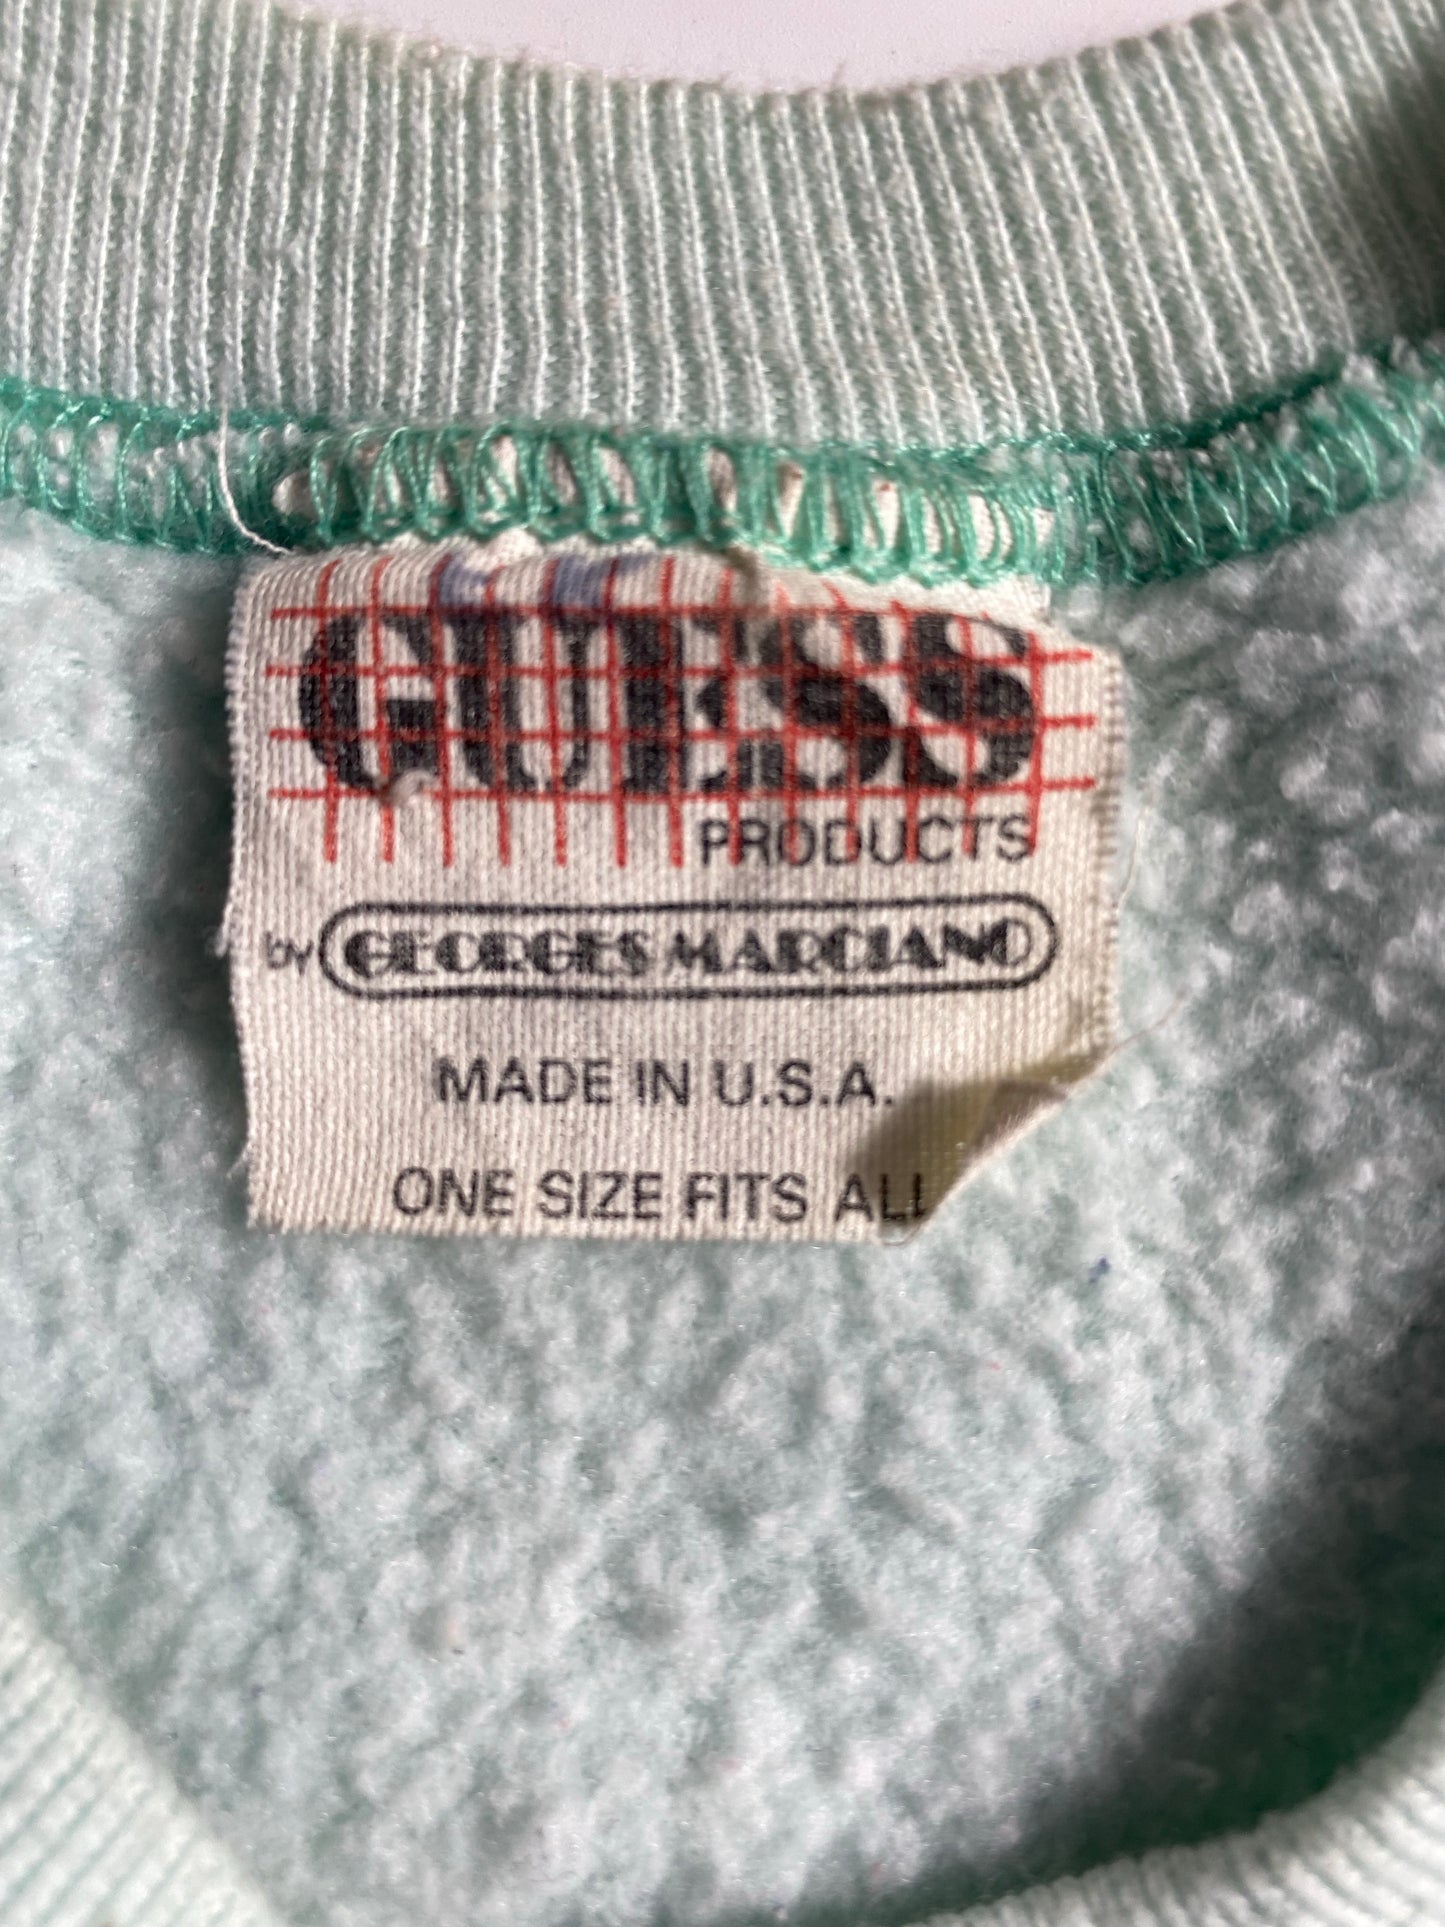 GUESS
PRODUCTS
by GEORGES MARCIANO
MADE IN U.S.A.
ONE SIZE FITS ALL